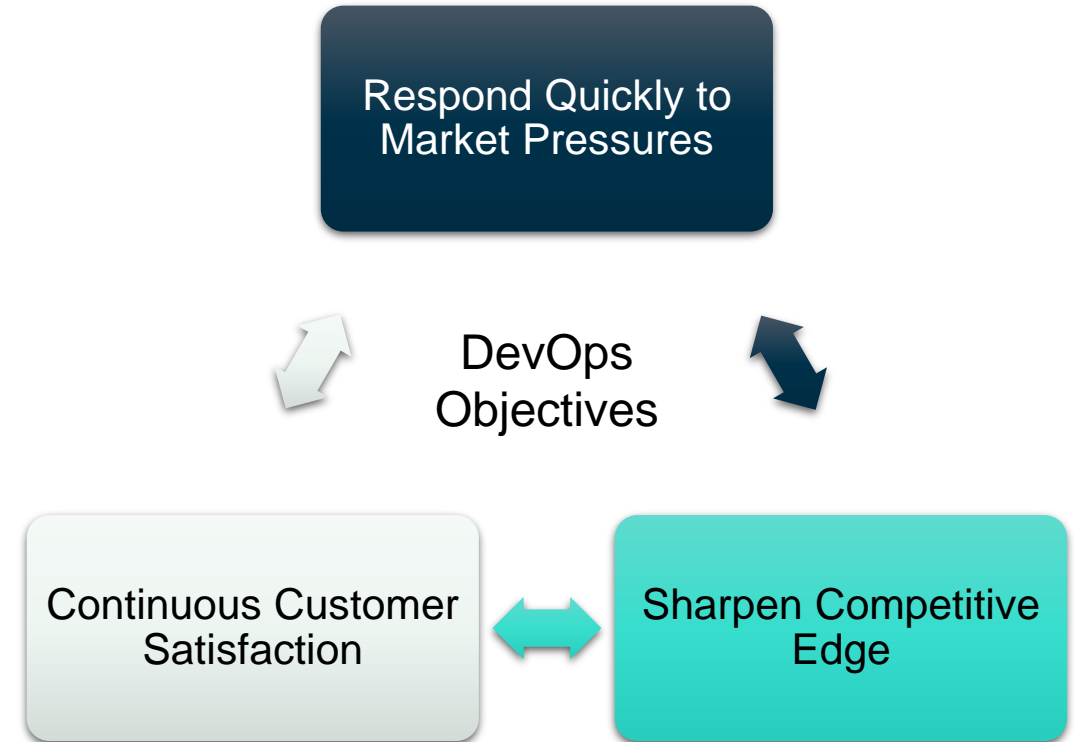 Respond Quickly to
Market Pressures
DevOps
Objectives
Continuous Customer
Satisfaction
Sharpen Competitive
Edge